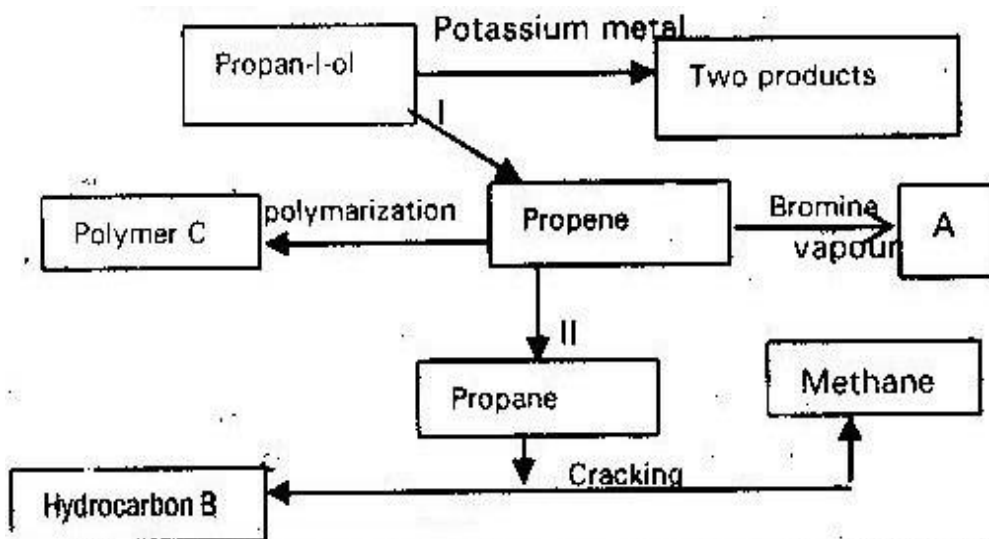 Potassium metal
Propan-I-ol
Two products
I
Propene
polymarization
Polymer C
Bromine
vapour
A
II
Propane
Methane
Cracking
Hydrocarbon B